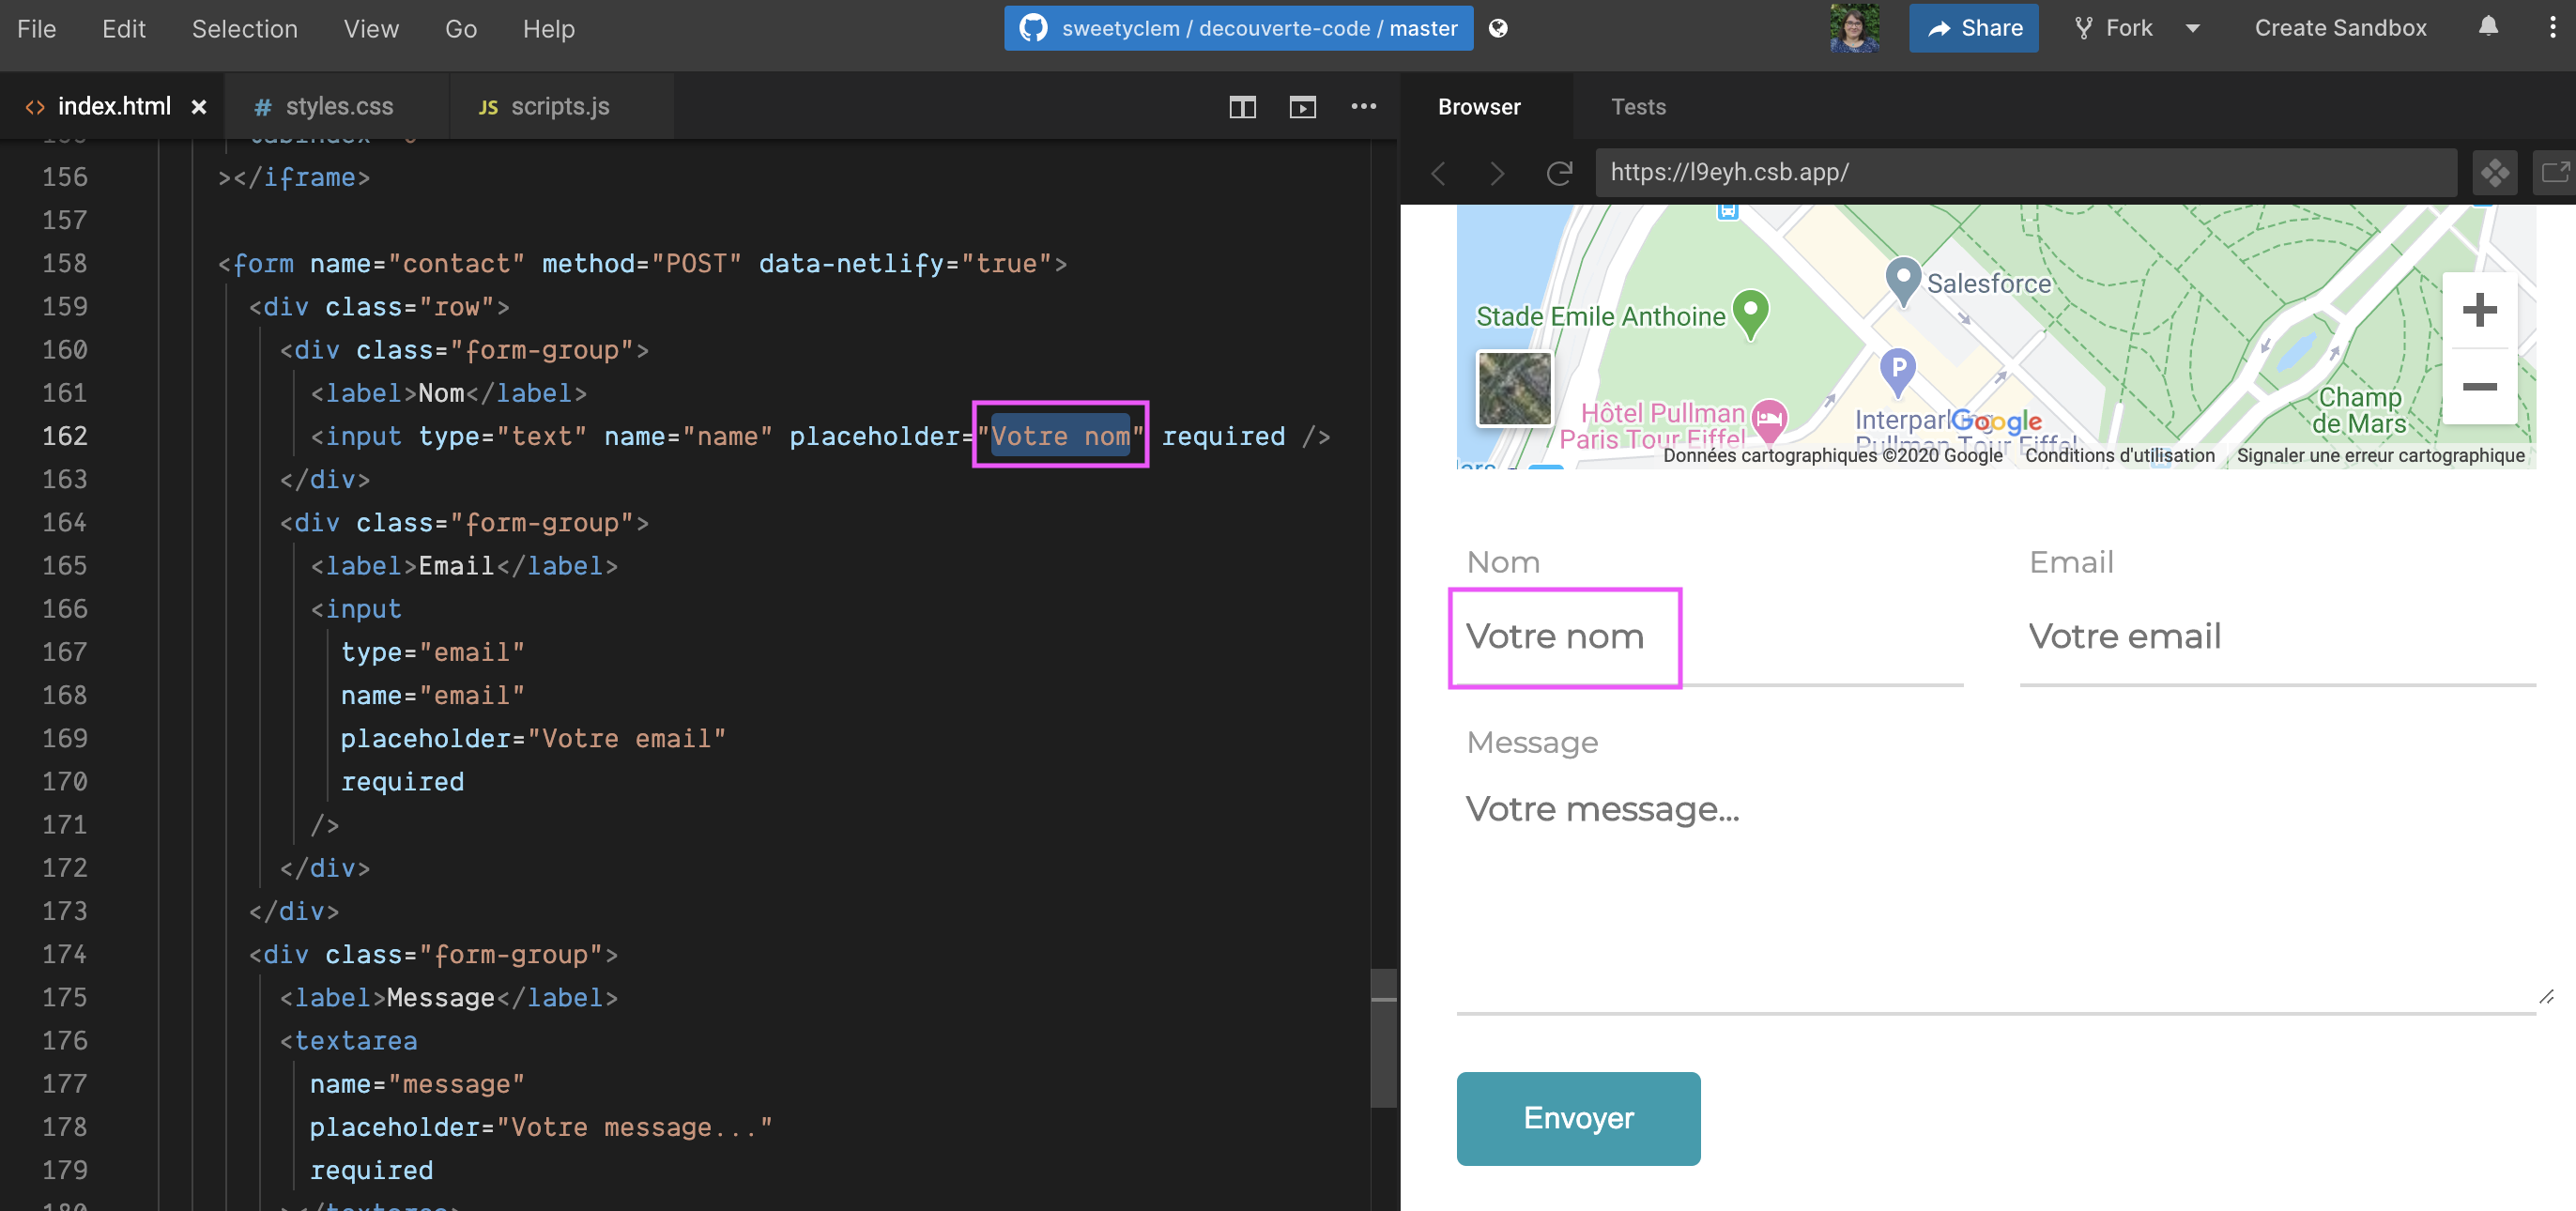 File Edit Selection View Go Help
sweetyclem / decouverte-code / master
Share Fork Create Sandbox
index.html
# styles.css
JS scripts.js
Browser Tests
https://l9eyh.csb.app/
156 ></iframe>
157
158 <form name="contact" method="POST" data-netlify="true">
159 <div class="row">
160 <div class="form-group">
161 <label>Nom</label>
162 <input type="text" name="name" placeholder="Votre nom" required />
163 </div>
164 <div class="form-group">
165 <label>Email</label>
166 <input
167 type="email"
168 name="email"
169 placeholder="Votre email"
170 required
171 />
172 </div>
173 </div>
174 <div class="form-group">
175 <label>Message</label>
176 <textarea
177 name="message"
178 placeholder="Votre message..."
179 required
180 ></textarea>
Salesforce
Stade Emile Anthoine
P
Hôtel Pullman
Paris Tour Eiffel
Google
Pullman Tour Eiffel
Champ
de Mars
Données cartographiques ©2020 Google Conditions d'utilisation Signaler une erreur cartographique
Nom
Votre nom
Email
Votre email
Message
Votre message...
Envoyer